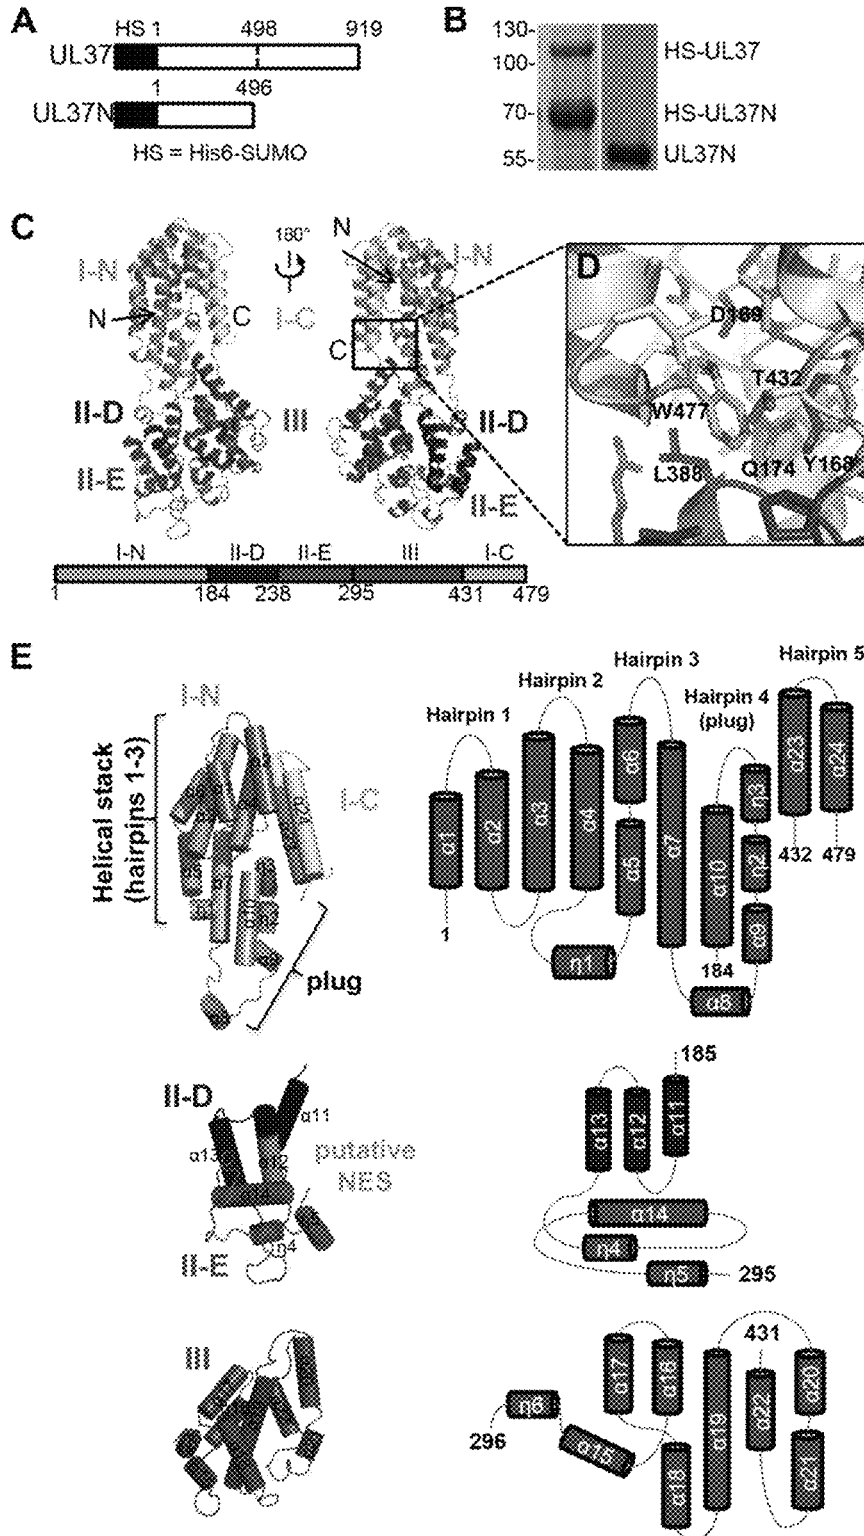 A
HS 1 498 919
UL37
1 496
UL37N
HS = His6-SUMO
B
130-
100-
70-
55-
HS-UL37
HS-UL37N
UL37N
C
I-N
N
C
180°
I-C
N
I-N
C
II-D
III
II-D
II-E
II-E
D
D169
T432
W477
L388
Q174
Y168
I-N II-D II-E III I-C
1 184 238 295 431 479
E
I-N
Helical stack
(hairpins 1-3)
I-C
plug
Hairpin 1
Hairpin 2
Hairpin 3
Hairpin 4
(plug)
Hairpin 5
α1
α2
α3
α4
α6
α5
α7
α10
η3
η2
α9
α23
α24
η1
α8
1
184
432
479
II-D
α11
α13
α12
putative
NES
η4
II-E
185
α13
α12
α11
α14
η4
η5
295
III
296
η6
α15
α17
α16
α18
α19
431
α22
α20
α21